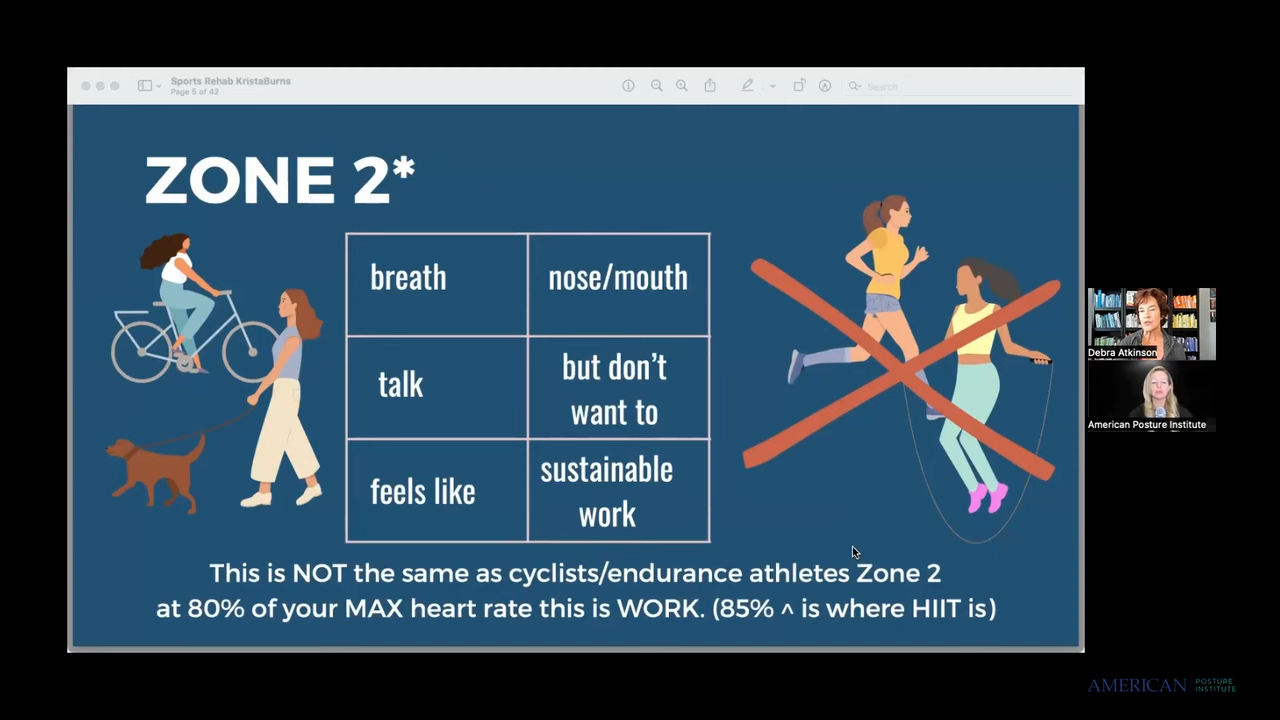 Sports Rehab KristaBurns
Page 5 of 42
Search
ZONE 2*
breath
nose/mouth
talk
but don't
want to
feels like
sustainable
work
This is NOT the same as cyclists/endurance athletes Zone 2
at 80% of your MAX heart rate this is WORK. (85% ^ is where HIIT is)
Debra Atkinson
American Posture Institute
AMERICAN POSTURE
INSTITUTE